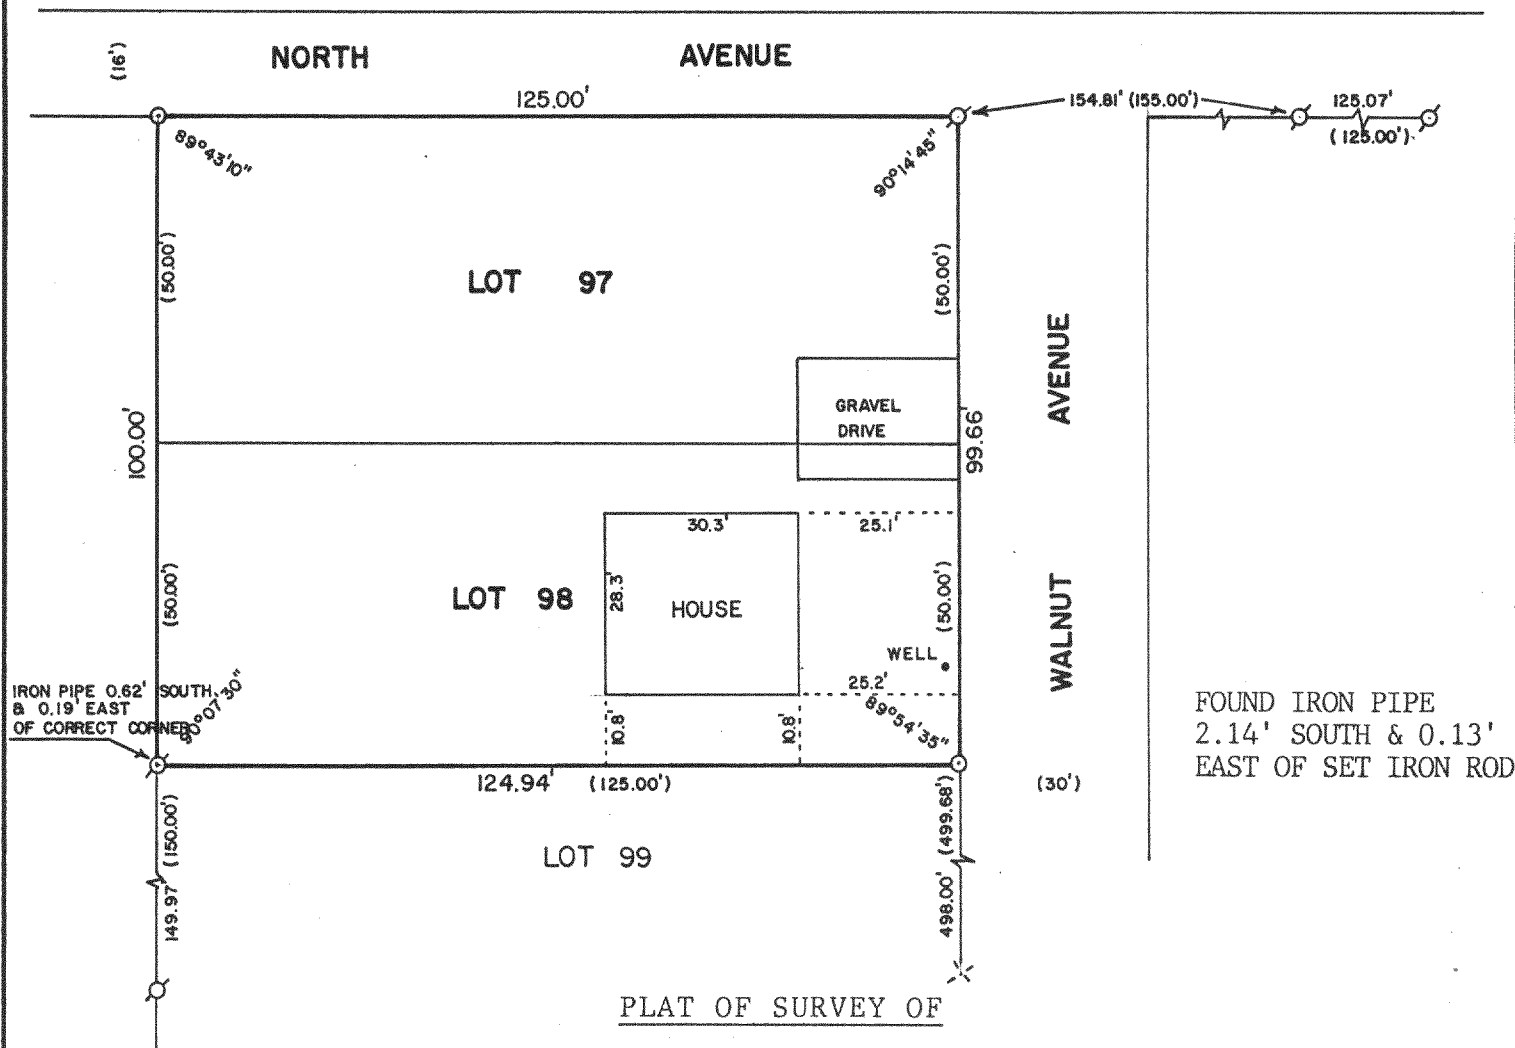 (16')
NORTH AVENUE
125.00'
154.81' (155.00')
125.07'
(125.00')
89°43'10"
90°14'45"
(50.00')
(50.00')
LOT 97
AVENUE
GRAVEL
DRIVE
100.00'
99.66'
30.3'
25.1'
(50.00')
LOT 98
28.3'
HOUSE
(50.00')
WALNUT
WELL
25.2'
IRON PIPE 0.62' SOUTH
& 0.19' EAST
OF CORRECT CORNER
90°07'30"
10.8'
10.8'
89°54'35"
FOUND IRON PIPE
2.14' SOUTH & 0.13'
EAST OF SET IRON ROD
124.94' (125.00')
(30')
149.97' (150.00')
LOT 99
498.00' (499.68')
PLAT OF SURVEY OF